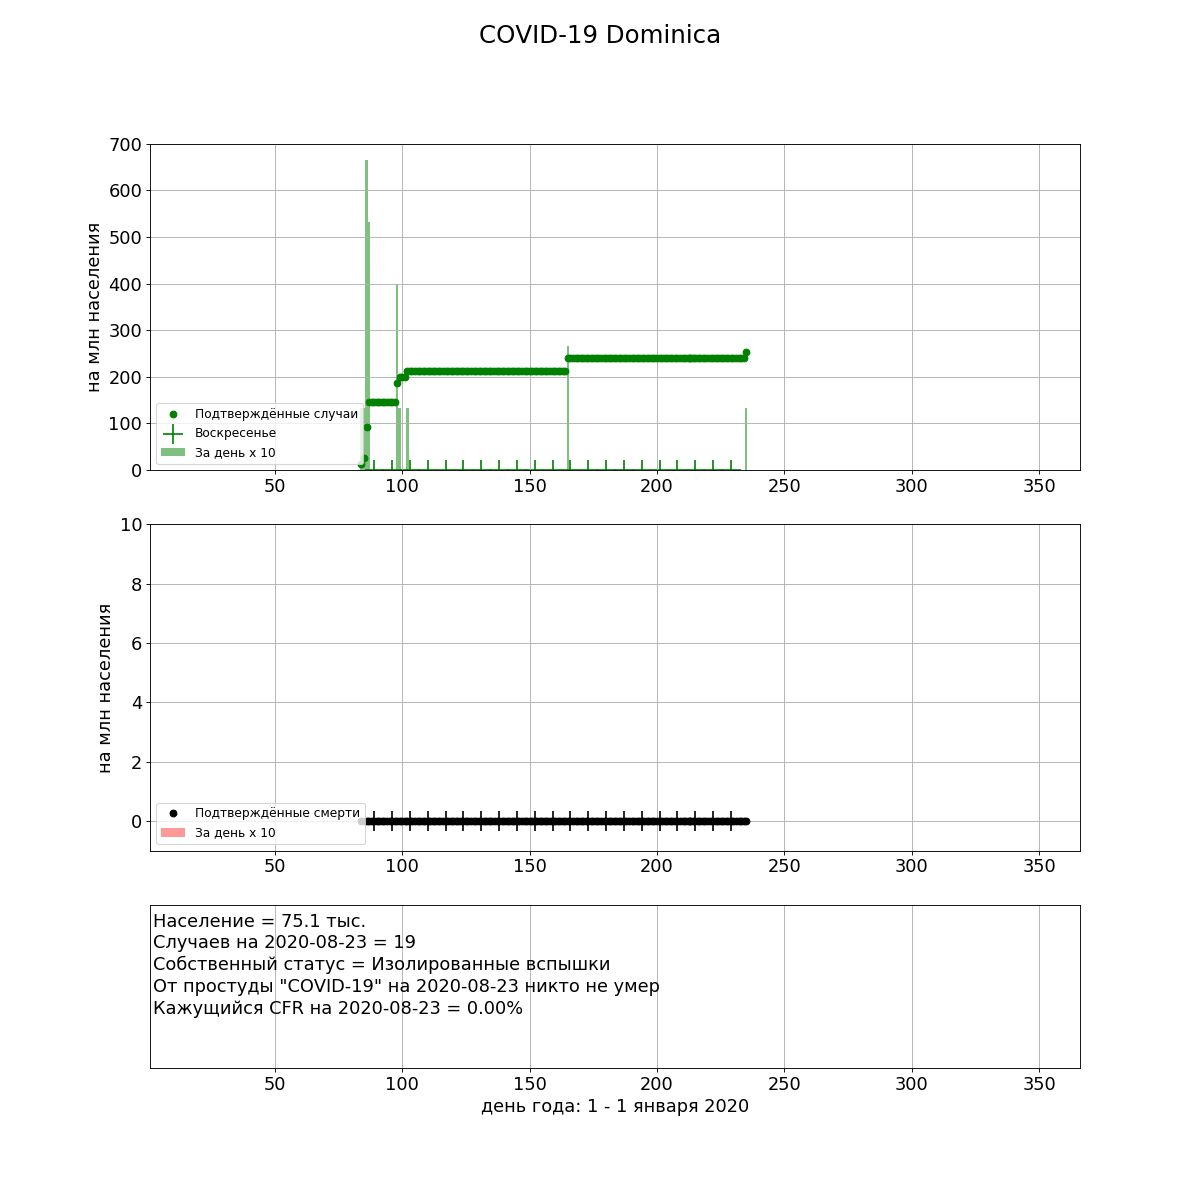 COVID-19 Dominica
700
600
500
400
300
200
100
0
на млн населения
Подтверждённые случаи
Воскресенье
За день x 10
50 100 150 200 250 300 350
10
8
6
4
2
0
на млн населения
Подтверждённые смерти
За день x 10
50 100 150 200 250 300 350
Население = 75.1 тыс.
Случаев на 2020-08-23 = 19
Собственный статус = Изолированные вспышки
От простуды "COVID-19" на 2020-08-23 никто не умер
Кажущийся CFR на 2020-08-23 = 0.00%
50 100 150 200 250 300 350
день года: 1 - 1 января 2020